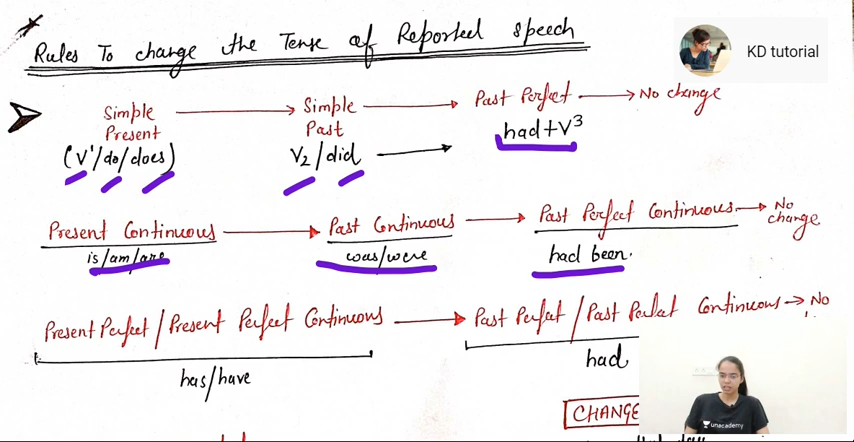 Rules To change the Tense of Reported speech
KD tutorial
Simple Present → Simple Past → Past Perfect → No change
(V¹/do/does) V₂/did → had+V³
Present Continuous → Past Continuous → Past Perfect Continuous → No change
is/am/are was/were had been.
Present Perfect/Present Perfect Continuous → Past Perfect/Past Perfect Continuous → No
has/have had
CHANGE
unacademy